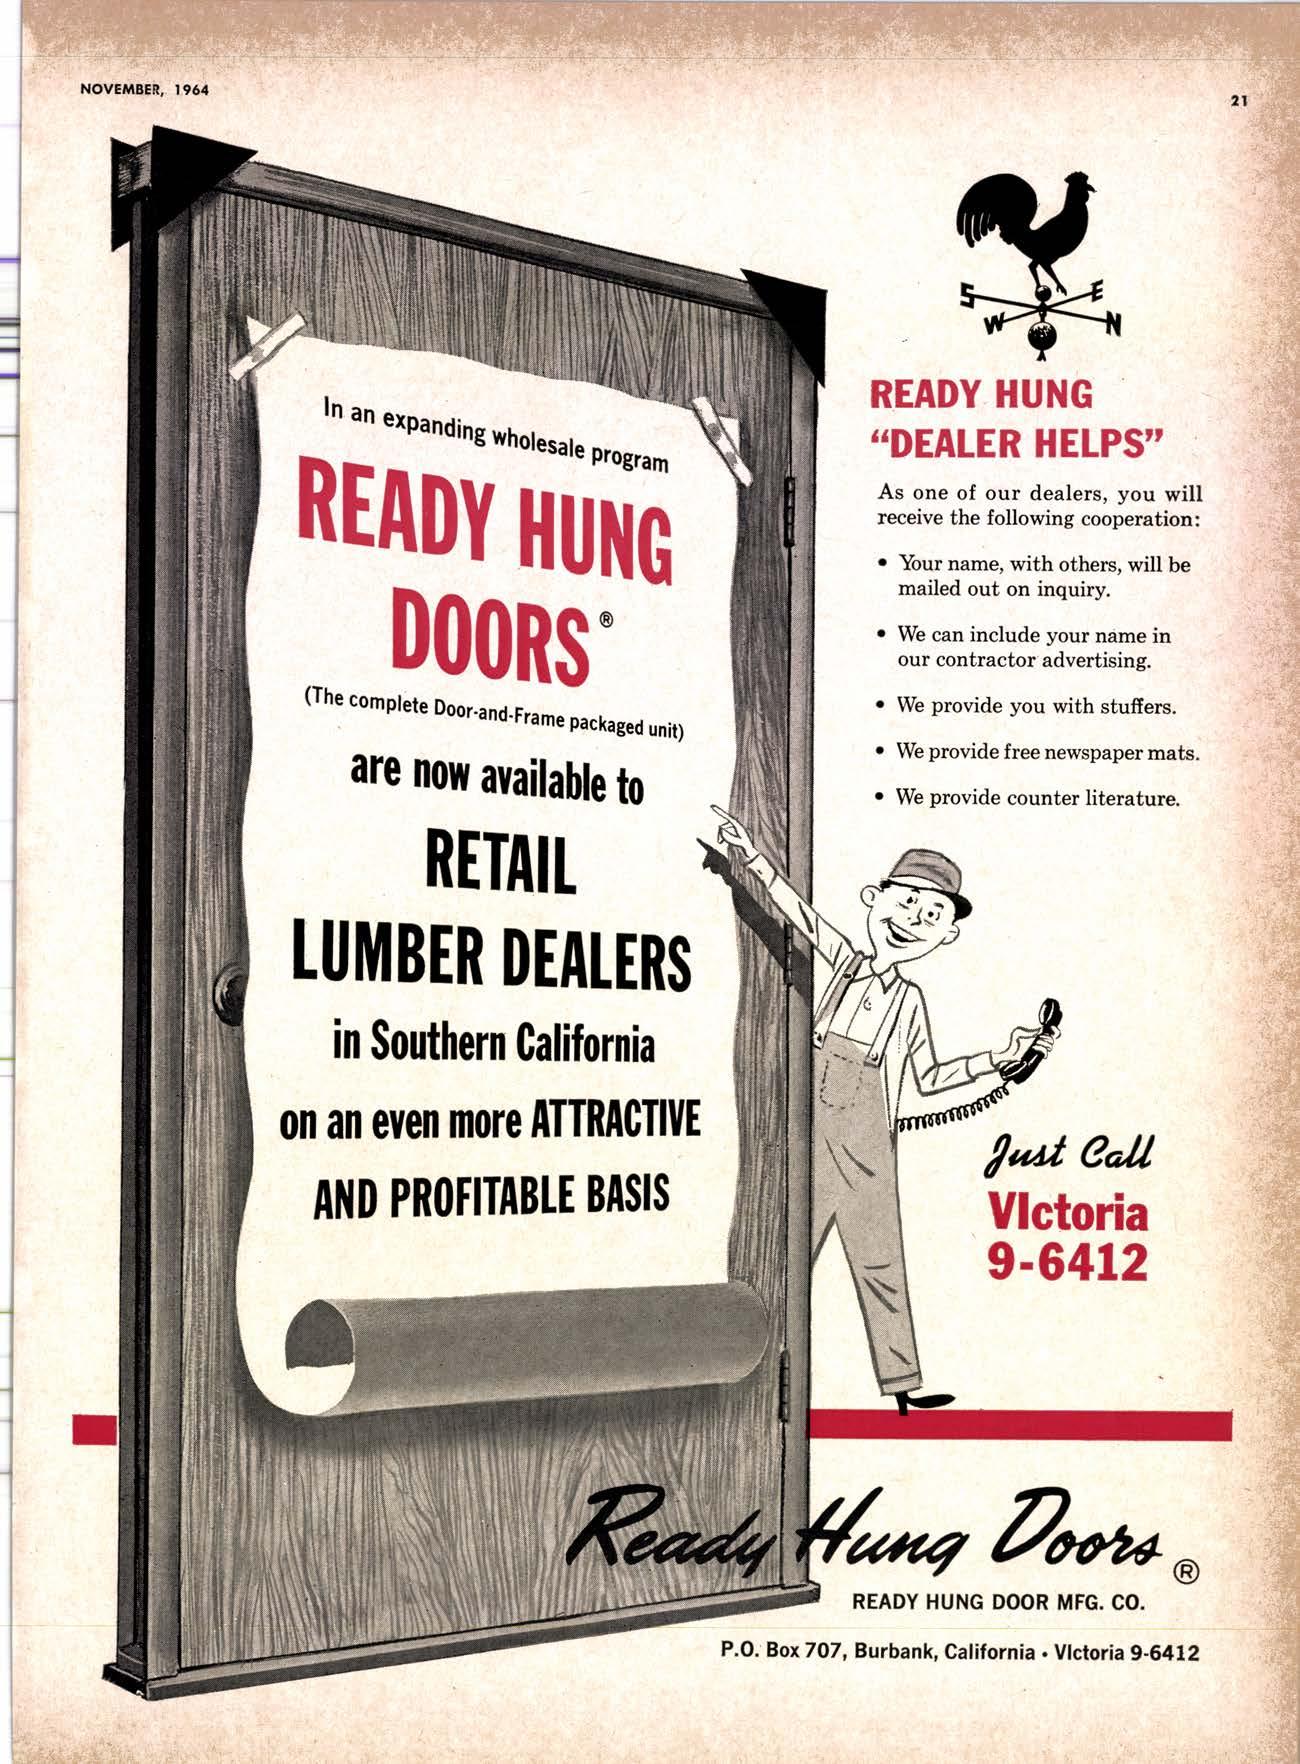 NOVEMBER, 1964
21
In an expanding wholesale program
READY HUNG
DOORS®
(The complete Door-and-Frame packaged unit)
are now available to
RETAIL
LUMBER DEALERS
in Southern California
on an even more ATTRACTIVE
AND PROFITABLE BASIS
S E
W N
READY HUNG
“DEALER HELPS”
As one of our dealers, you will
receive the following cooperation:
• Your name, with others, will be
mailed out on inquiry.
• We can include your name in
our contractor advertising.
• We provide you with stuffers.
• We provide free newspaper mats.
• We provide counter literature.
Just Call
VIctoria
9-6412
Ready Hung Doors ®
READY HUNG DOOR MFG. CO.
P.O. Box 707, Burbank, California • VIctoria 9-6412